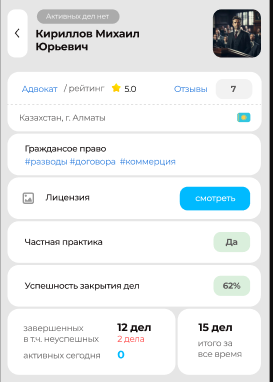 Активных дел нет
Кириллов Михаил
Юрьевич
Адвокат / рейтинг 5.0 Отзывы 7
Казахстан, г. Алматы
Граждансое право
#разводы #договора #коммерция
Лицензия смотреть
Частная практика Да
Успешность закрытия дел 62%
завершенных 12 дел
в т.ч. неуспешных 2 дела
активных сегодня 0
15 дел
итого за
все время